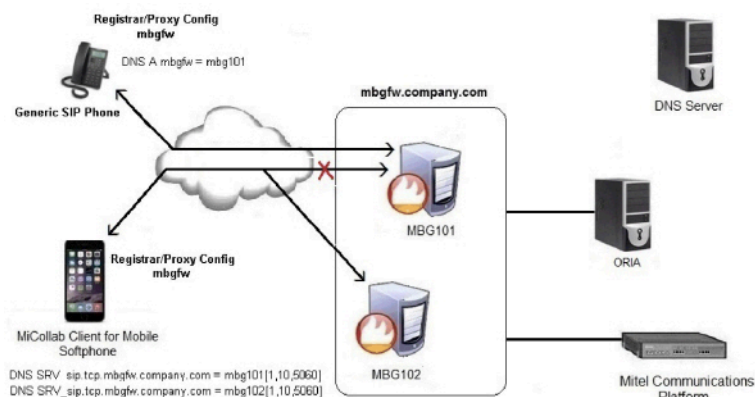 Registrar/Proxy Config
mbgfw
DNS A mbgfw = mbg101
Generic SIP Phone
mbgfw.company.com
DNS Server
MBG101
ORIA
Registrar/Proxy Config
mbgfw
MiCollab Client for Mobile
Softphone
MBG102
DNS SRV_sip.tcp.mbgfw.company.com = mbg101[1,10,5060]
DNS SRV_sip.tcp.mbgfw.company.com = mbg102[1,10,5060]
Mitel Communications
Platform